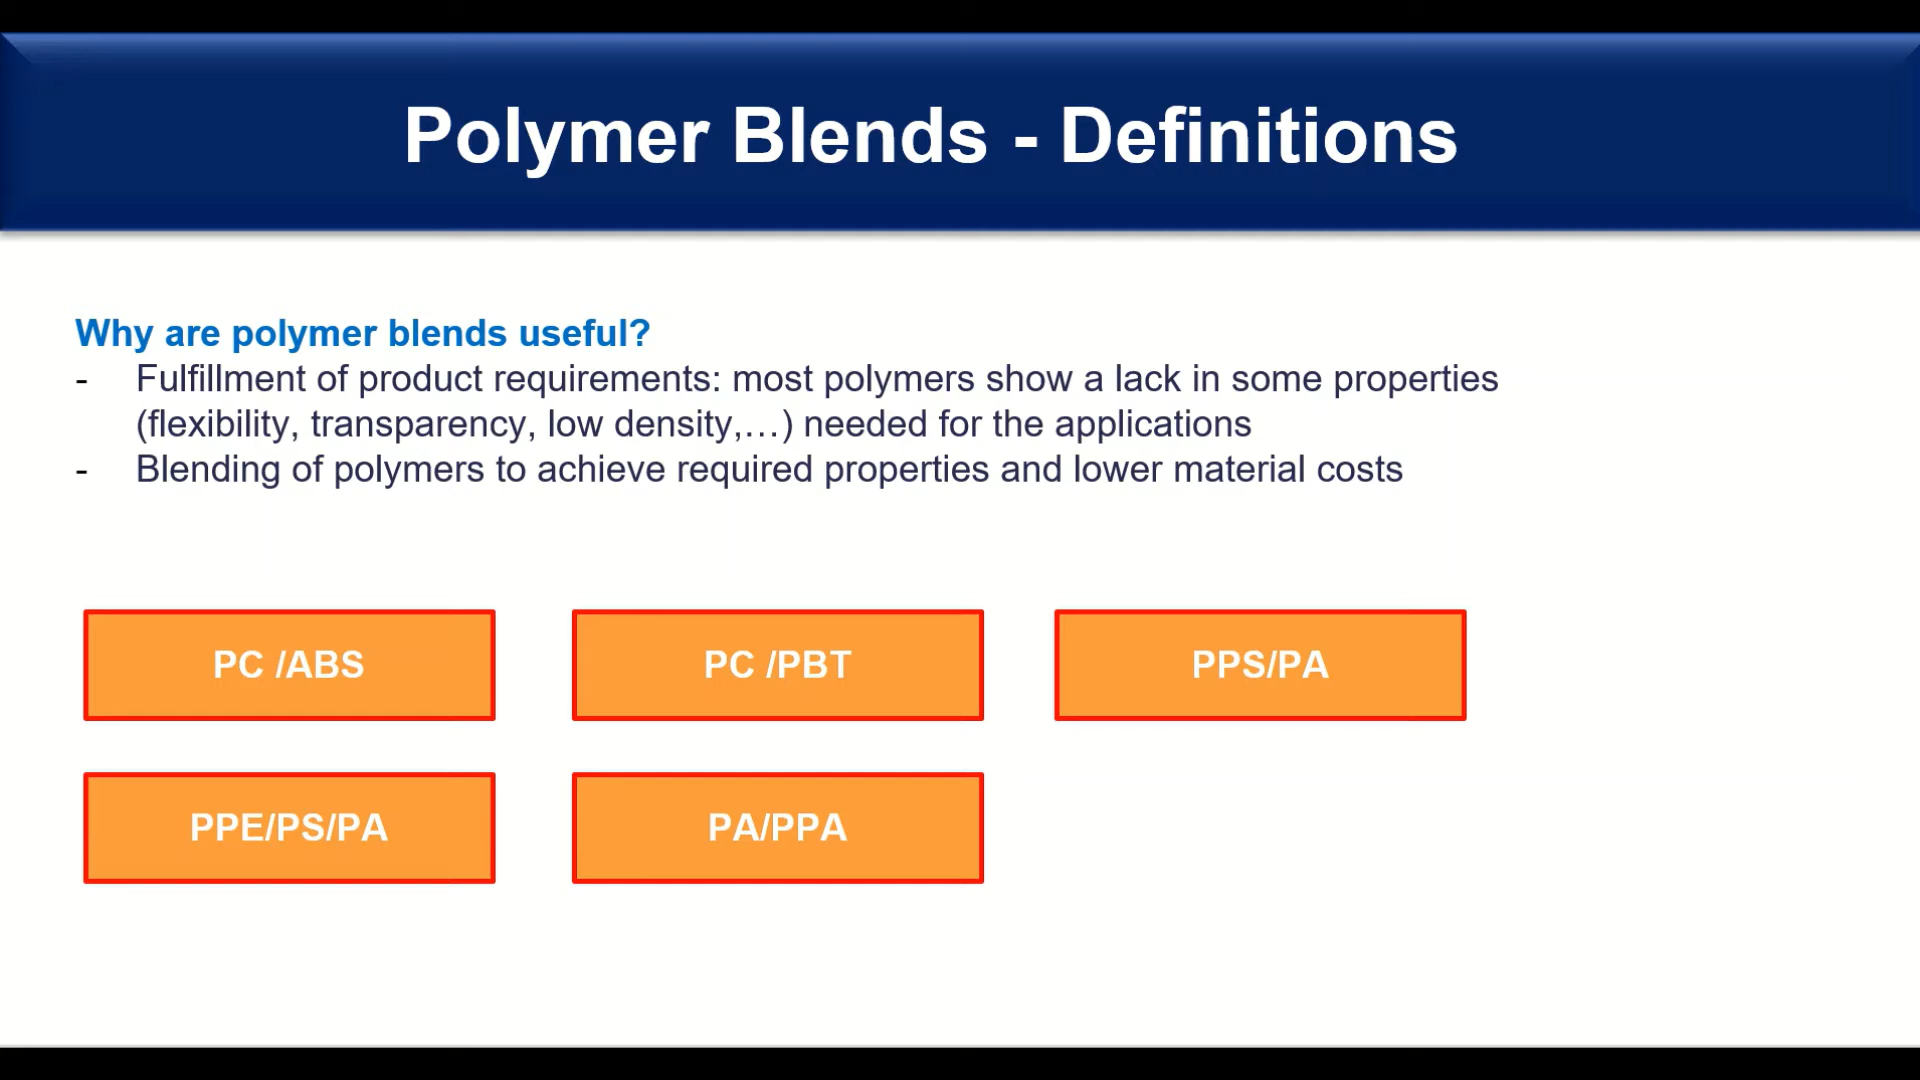 Polymer Blends - Definitions
Why are polymer blends useful?
- Fulfillment of product requirements: most polymers show a lack in some properties
(flexibility, transparency, low density,…) needed for the applications
- Blending of polymers to achieve required properties and lower material costs
PC /ABS
PC /PBT
PPS/PA
PPE/PS/PA
PA/PPA